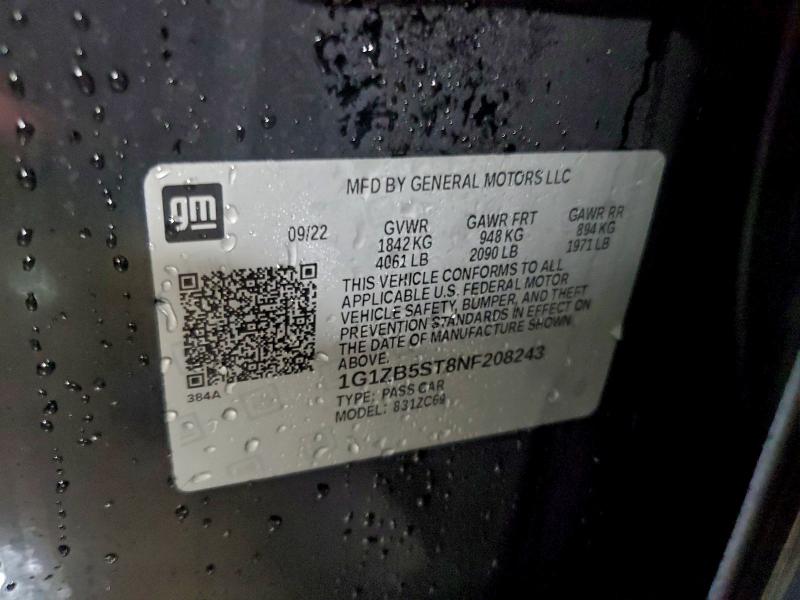 MFD BY GENERAL MOTORS LLC
gm
09/22
GVWR GAWR FRT GAWR RR
1842 KG 948 KG 894 KG
4061 LB 2090 LB 1971 LB
THIS VEHICLE CONFORMS TO ALL
APPLICABLE U.S. FEDERAL MOTOR
VEHICLE SAFETY, BUMPER, AND THEFT
PREVENTION STANDARDS IN EFFECT ON
THE DATE OF MANUFACTURE SHOWN
ABOVE.
384A
1G1ZB5ST8NF208243
TYPE: PASS CAR
MODEL: 831ZC69